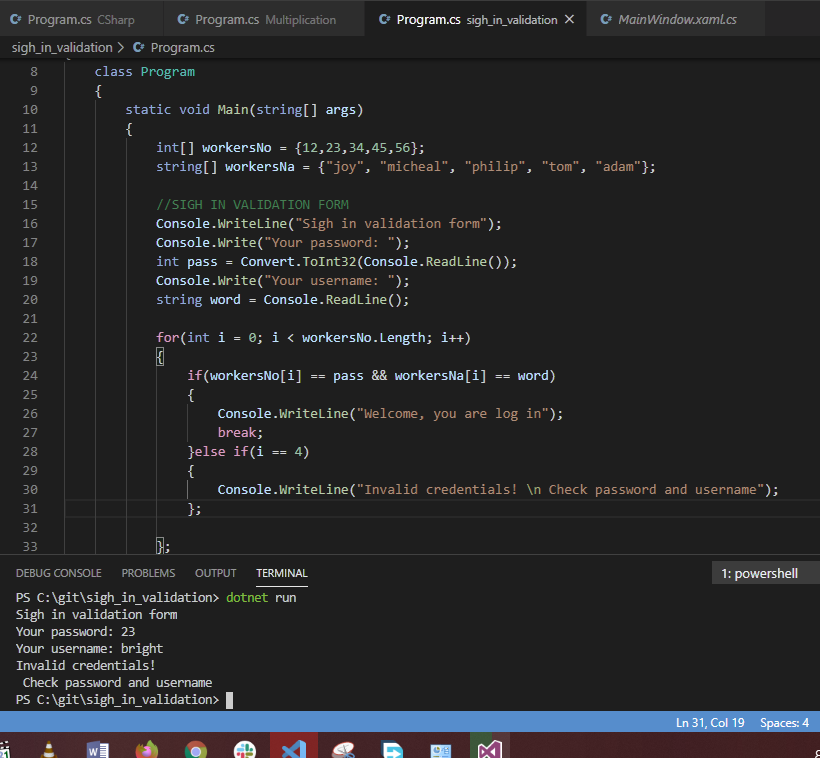 Program.cs CSharp Program.cs Multiplication Program.cs sigh_in_validation MainWindow.xaml.cs
sigh_in_validation > Program.cs
8 class Program
9 {
10 static void Main(string[] args)
11 {
12 int[] workersNo = {12,23,34,45,56};
13 string[] workersNa = {"joy", "micheal", "philip", "tom", "adam"};
14
15 //SIGH IN VALIDATION FORM
16 Console.WriteLine("Sigh in validation form");
17 Console.Write("Your password: ");
18 int pass = Convert.ToInt32(Console.ReadLine());
19 Console.Write("Your username: ");
20 string word = Console.ReadLine();
21
22 for(int i = 0; i < workersNo.Length; i++)
23 {
24 if(workersNo[i] == pass && workersNa[i] == word)
25 {
26 Console.WriteLine("Welcome, you are log in");
27 break;
28 }else if(i == 4)
29 {
30 Console.WriteLine("Invalid credentials! \n Check password and username");
31 };
32
33 };
DEBUG CONSOLE PROBLEMS OUTPUT TERMINAL 1: powershell
PS C:\git\sigh_in_validation> dotnet run
Sigh in validation form
Your password: 23
Your username: bright
Invalid credentials!
Check password and username
PS C:\git\sigh_in_validation>
Ln 31, Col 19 Spaces: 4